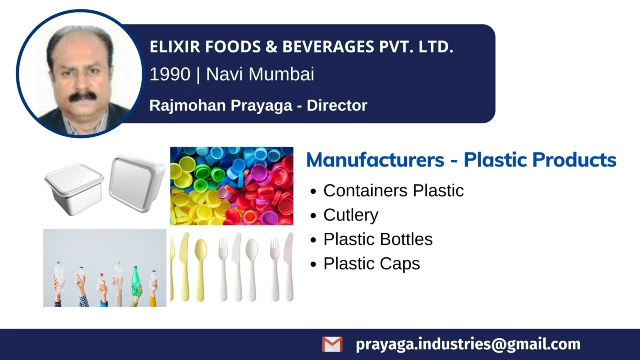 ELIXIR FOODS & BEVERAGES PVT. LTD.
1990 | Navi Mumbai
Rajmohan Prayaga - Director
Manufacturers - Plastic Products
• Containers Plastic
• Cutlery
• Plastic Bottles
• Plastic Caps
prayaga.industries@gmail.com